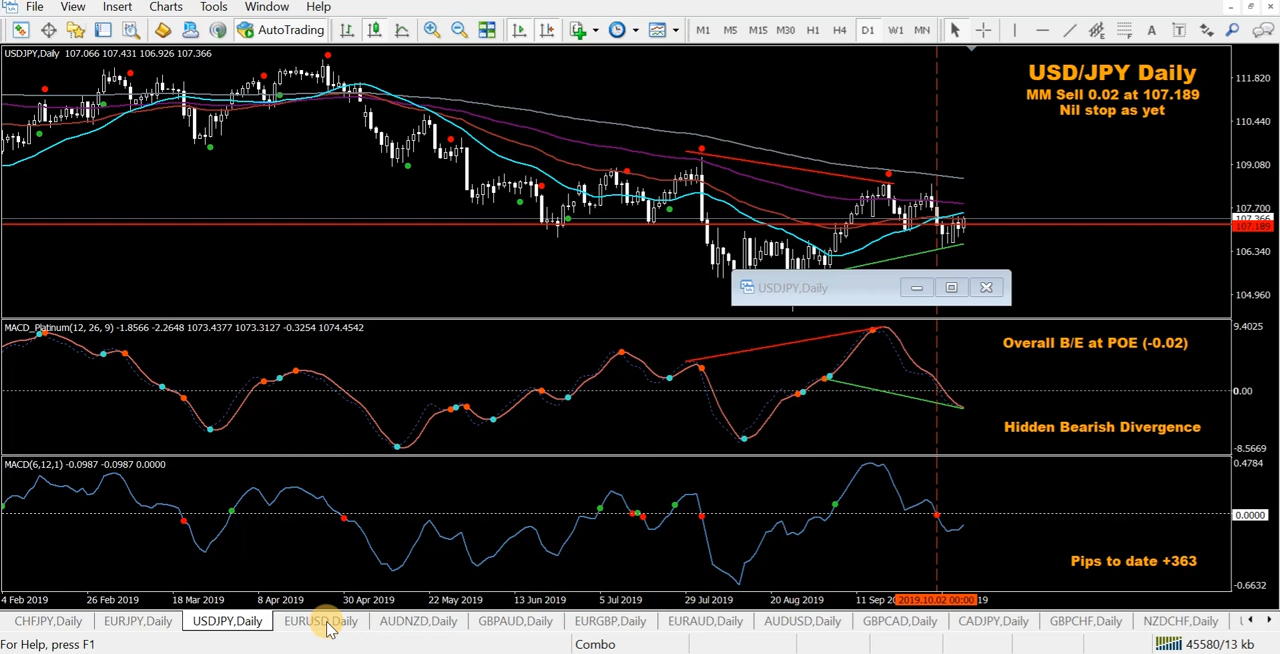 File View Insert Charts Tools Window Help
AutoTrading M1 M5 M15 M30 H1 H4 D1 W1 MN A T
USDJPY,Daily 107.066 107.431 106.926 107.366
USD/JPY Daily
MM Sell 0.02 at 107.189
Nil stop as yet
111.820
110.440
109.080
107.700
107.366
107.189
106.340
104.960
USDJPY,Daily
MACD_Platinum(12, 26, 9) -1.8566 -2.2648 1073.4377 1073.3127 -0.3254 1074.4542
9.4025
Overall B/E at POE (-0.02)
0.00
Hidden Bearish Divergence
-8.5669
MACD(6,12,1) -0.0987 -0.0987 0.0000
0.4784
0.0000
Pips to date +363
-0.6632
4 Feb 2019 26 Feb 2019 18 Mar 2019 8 Apr 2019 30 Apr 2019 22 May 2019 13 Jun 2019 5 Jul 2019 29 Jul 2019 20 Aug 2019 11 Sep 2019.10.02 00:00 19
CHFJPY,Daily EURJPY,Daily USDJPY,Daily EURUSD,Daily AUDNZD,Daily GBPAUD,Daily EURGBP,Daily EURAUD,Daily AUDUSD,Daily GBPCAD,Daily CADJPY,Daily GBPCHF,Daily NZDCHF,Daily
For Help, press F1 Combo 45580/13 kb